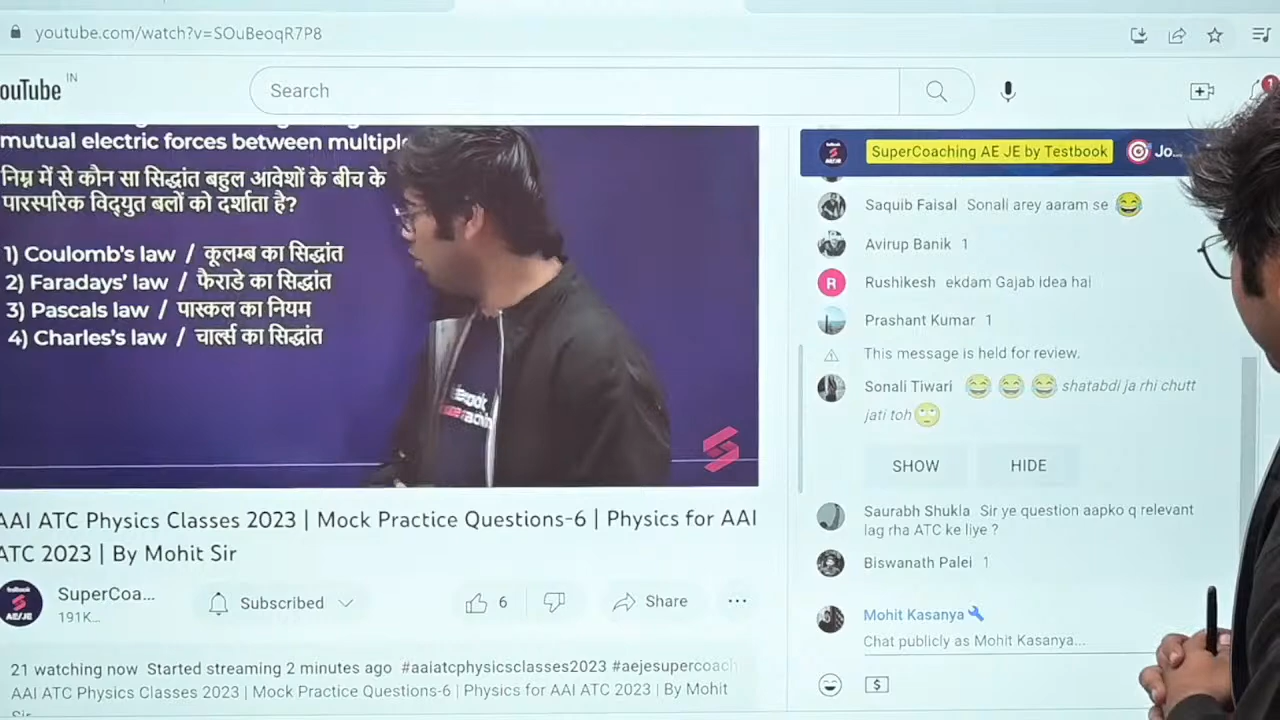 youtube.com/watch?v=SOuBeoqR7P8
ouTube IN
Search
1
mutual electric forces between multiple
निम्न में से कौन सा सिद्धांत बहुल आवेशों के बीच के
पारस्परिक विद्युत बलों को दर्शाता है?
1) Coulomb's law / कूलम्ब का सिद्धांत
2) Faradays' law / फैराडे का सिद्धांत
3) Pascals law / पास्कल का नियम
4) Charles's law / चार्ल्स का सिद्धांत
AAI ATC Physics Classes 2023 | Mock Practice Questions-6 | Physics for AAI
ATC 2023 | By Mohit Sir
SuperCoa...
191K...
Subscribed
6
Share
...
AE/JE
21 watching now Started streaming 2 minutes ago #aaiatcphysicsclasses2023 #aejesupercoach
AAI ATC Physics Classes 2023 | Mock Practice Questions-6 | Physics for AAI ATC 2023 | By Mohit
Sir
SuperCoaching AE JE by Testbook
Jo...
Saquib Faisal Sonali arey aaram se
Avirup Banik 1
R Rushikesh ekdam Gajab idea hai
Prashant Kumar 1
This message is held for review.
Sonali Tiwari shatabdi ja rhi chutt
jati toh
SHOW HIDE
Saurabh Shukla Sir ye question aapko q relevant
lag rha ATC ke liye ?
Biswanath Palei 1
Mohit Kasanya
Chat publicly as Mohit Kasanya...
$